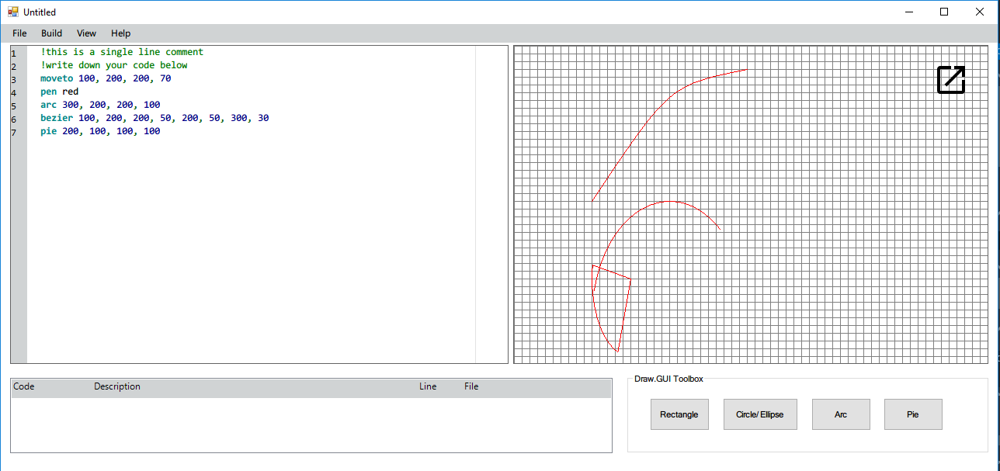 Untitled
File Build View Help
1 !this is a single line comment
2 !write down your code below
3 moveto 100, 200, 200, 70
4 pen red
5 arc 300, 200, 200, 100
6 bezier 100, 200, 200, 50, 200, 50, 300, 30
7 pie 200, 100, 100, 100
Code Description Line File
Draw.GUI Toolbox
Rectangle Circle/ Ellipse Arc Pie